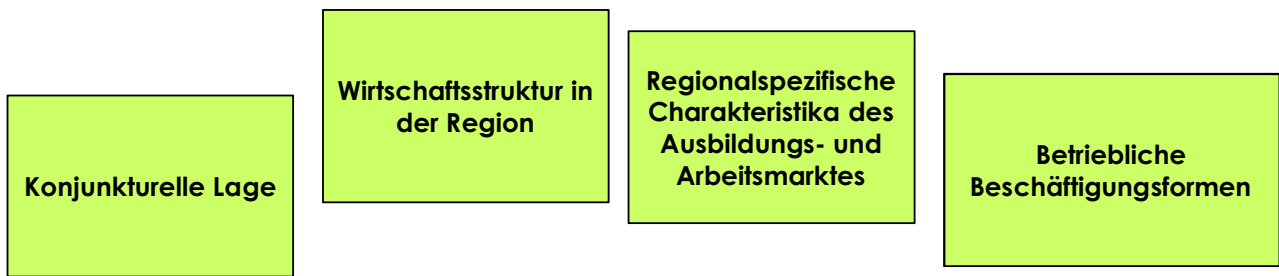 Konjunkturelle Lage
Wirtschaftsstruktur in
der Region
Regionalspezifische
Charakteristika des
Ausbildungs- und
Arbeitsmarktes
Betriebliche
Beschäftigungsformen